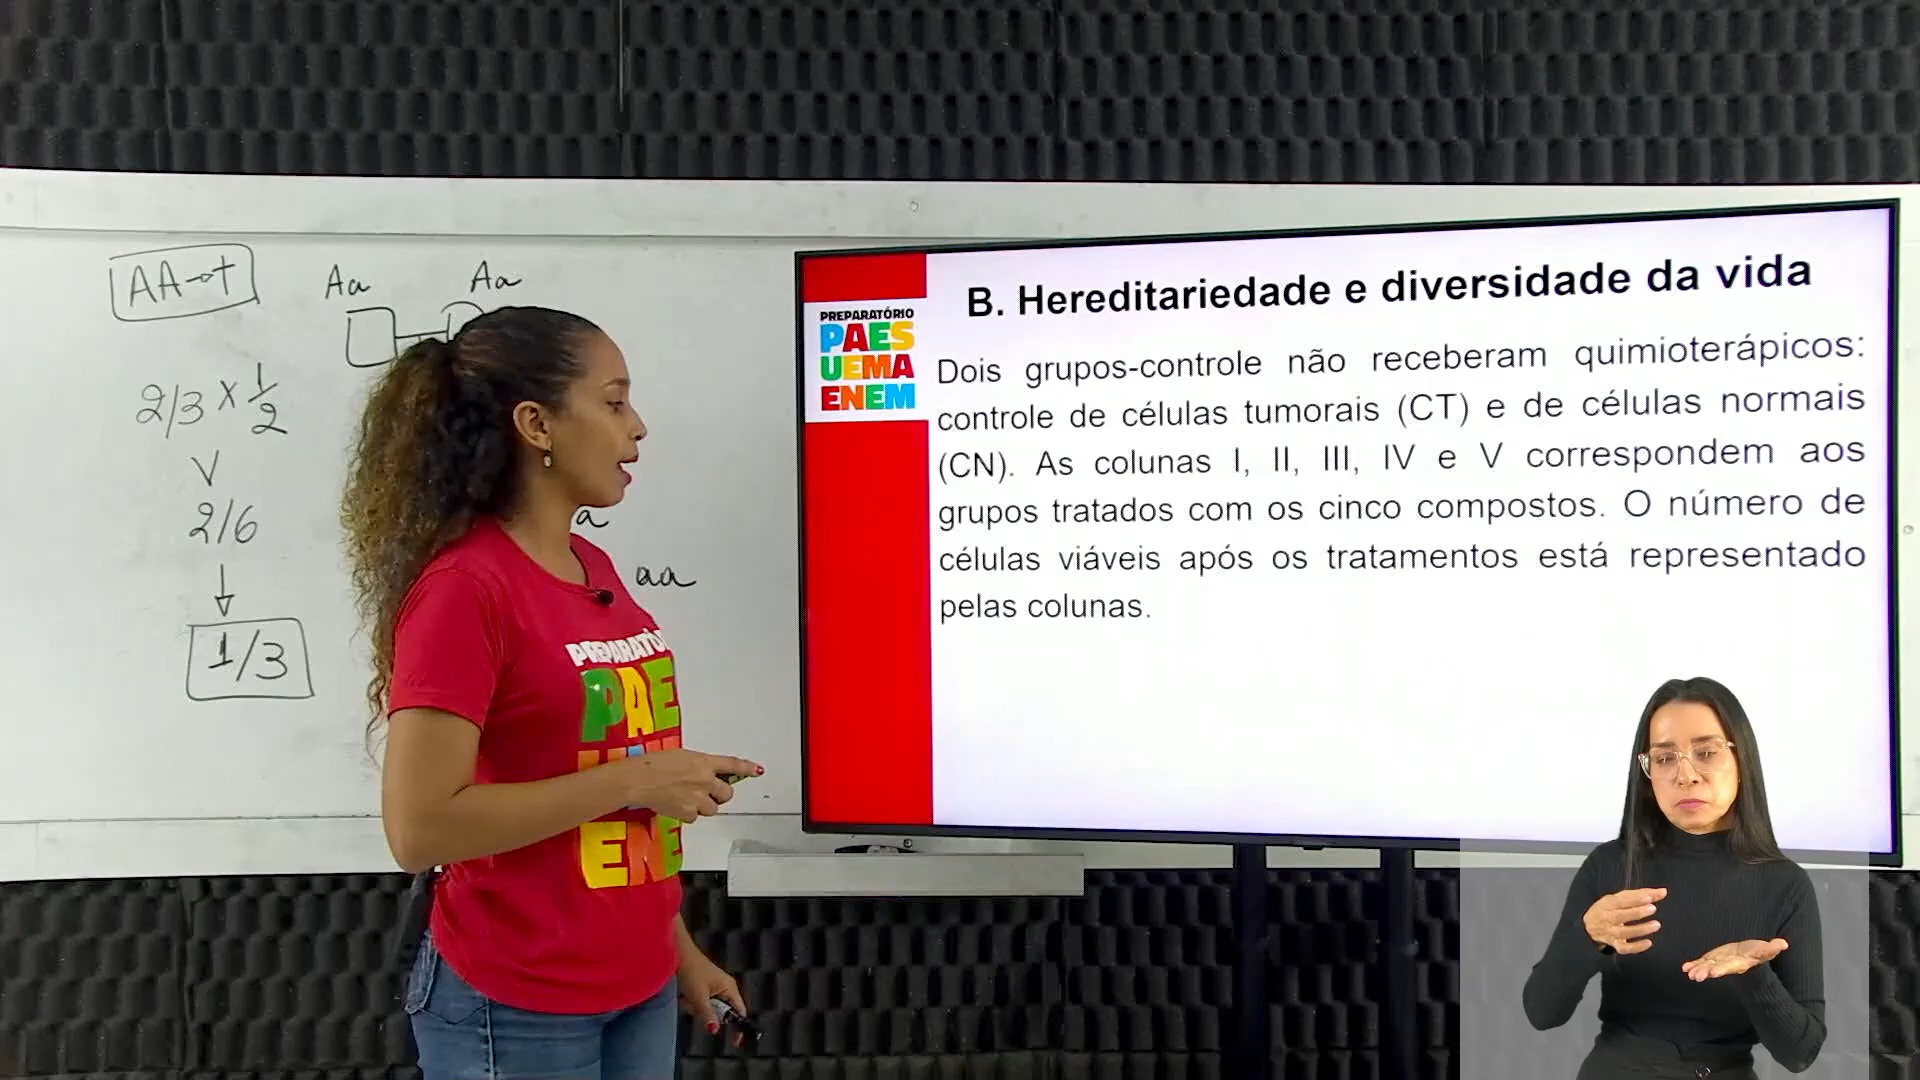 AA→†
Aa
Aa
2/3 x 1/2
2/6
1/3
a
aa
PREPARATÓRIO
PAES
UEMA
ENEM
B. Hereditariedade e diversidade da vida
Dois grupos-controle não receberam quimioterápicos:
controle de células tumorais (CT) e de células normais
(CN). As colunas I, II, III, IV e V correspondem aos
grupos tratados com os cinco compostos. O número de
células viáveis após os tratamentos está representado
pelas colunas.
PREPARATÓ
PAE
ENE